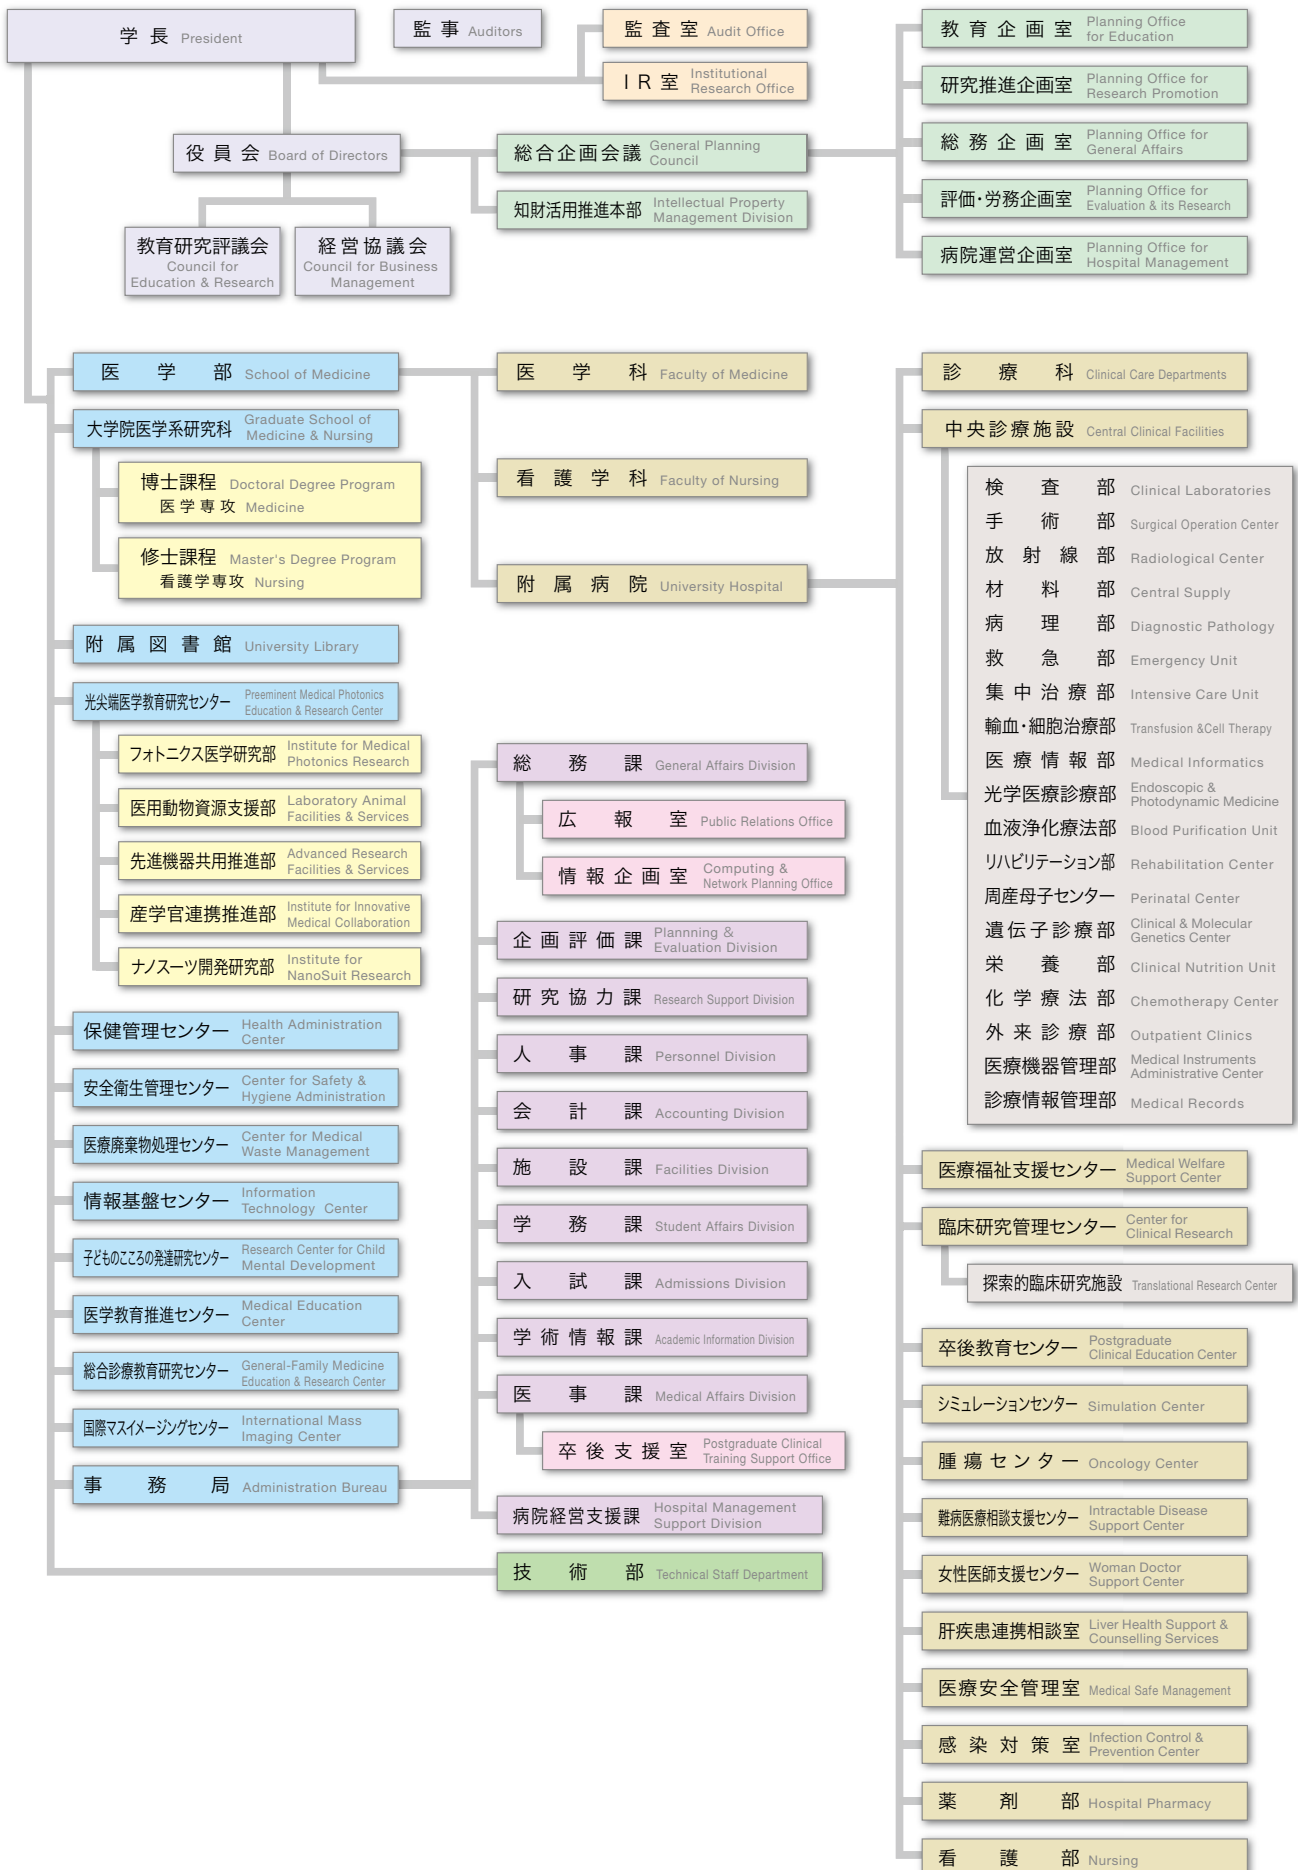 学長 President
監事 Auditors
監査室 Audit Office
IR室 Institutional
Research Office
教育企画室 Planning Office
for Education
研究推進企画室 Planning Office for
Research Promotion
総務企画室 Planning Office for
General Affairs
評価・労務企画室 Planning Office for
Evaluation & its Research
病院運営企画室 Planning Office for
Hospital Management
役員会 Board of Directors
総合企画会議 General Planning
Council
知財活用推進本部 Intellectual Property
Management Division
教育研究評議会
Council for
Education & Research
経営協議会
Council for Business
Management
医学部 School of Medicine
大学院医学系研究科 Graduate School of
Medicine & Nursing
博士課程 Doctoral Degree Program
医学専攻 Medicine
修士課程 Master's Degree Program
看護学専攻 Nursing
附属図書館 University Library
光尖端医学教育研究センター Preeminent Medical Photonics
Education & Research Center
フォトニクス医学研究部 Institute for Medical
Photonics Research
医用動物資源支援部 Laboratory Animal
Facilities & Services
先進機器共用推進部 Advanced Research
Facilities & Services
産学官連携推進部 Institute for Innovative
Medical Collaboration
ナノスーツ開発研究部 Institute for
NanoSuit Research
保健管理センター Health Administration
Center
安全衛生管理センター Center for Safety &
Hygiene Administration
医療廃棄物処理センター Center for Medical
Waste Management
情報基盤センター Information
Technology Center
子どものこころの発達研究センター Research Center for Child
Mental Development
医学教育推進センター Medical Education
Center
総合診療教育研究センター General-Family Medicine
Education & Research Center
国際マスイメージングセンター International Mass
Imaging Center
事務局 Administration Bureau
医学科 Faculty of Medicine
看護学科 Faculty of Nursing
附属病院 University Hospital
総務課 General Affairs Division
広報室 Public Relations Office
情報企画室 Computing &
Network Planning Office
企画評価課 Plannning &
Evaluation Division
研究協力課 Research Support Division
人事課 Personnel Division
会計課 Accounting Division
施設課 Facilities Division
学務課 Student Affairs Division
入試課 Admissions Division
学術情報課 Academic Information Division
医事課 Medical Affairs Division
卒後支援室 Postgraduate Clinical
Training Support Office
病院経営支援課 Hospital Management
Support Division
技術部 Technical Staff Department
診療科 Clinical Care Departments
中央診療施設 Central Clinical Facilities
検査部 Clinical Laboratories
手術部 Surgical Operation Center
放射線部 Radiological Center
材料部 Central Supply
病理部 Diagnostic Pathology
救急部 Emergency Unit
集中治療部 Intensive Care Unit
輸血・細胞治療部 Transfusion &Cell Therapy
医療情報部 Medical Informatics
光学医療診療部 Endoscopic &
Photodynamic Medicine
血液浄化療法部 Blood Purification Unit
リハビリテーション部 Rehabilitation Center
周産母子センター Perinatal Center
遺伝子診療部 Clinical & Molecular
Genetics Center
栄養部 Clinical Nutrition Unit
化学療法部 Chemotherapy Center
外来診療部 Outpatient Clinics
医療機器管理部 Medical Instruments
Administrative Center
診療情報管理部 Medical Records
医療福祉支援センター Medical Welfare
Support Center
臨床研究管理センター Center for
Clinical Research
探索的臨床研究施設 Translational Research Center
卒後教育センター Postgraduate
Clinical Education Center
シミュレーションセンター Simulation Center
腫瘍センター Oncology Center
難病医療相談支援センター Intractable Disease
Support Center
女性医師支援センター Woman Doctor
Support Center
肝疾患連携相談室 Liver Health Support &
Counselling Services
医療安全管理室 Medical Safe Management
感染対策室 Infection Control &
Prevention Center
薬剤部 Hospital Pharmacy
看護部 Nursing